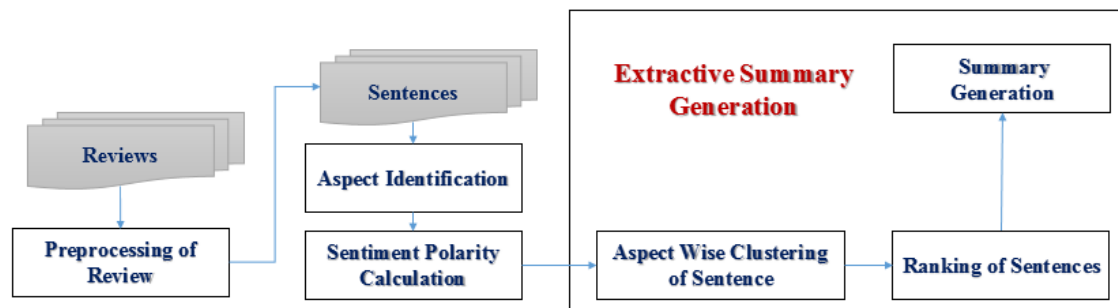 Reviews
Preprocessing of
Review
Sentences
Aspect Identification
Sentiment Polarity
Calculation
Extractive Summary
Generation
Aspect Wise Clustering
of Sentence
Ranking of Sentences
Summary
Generation